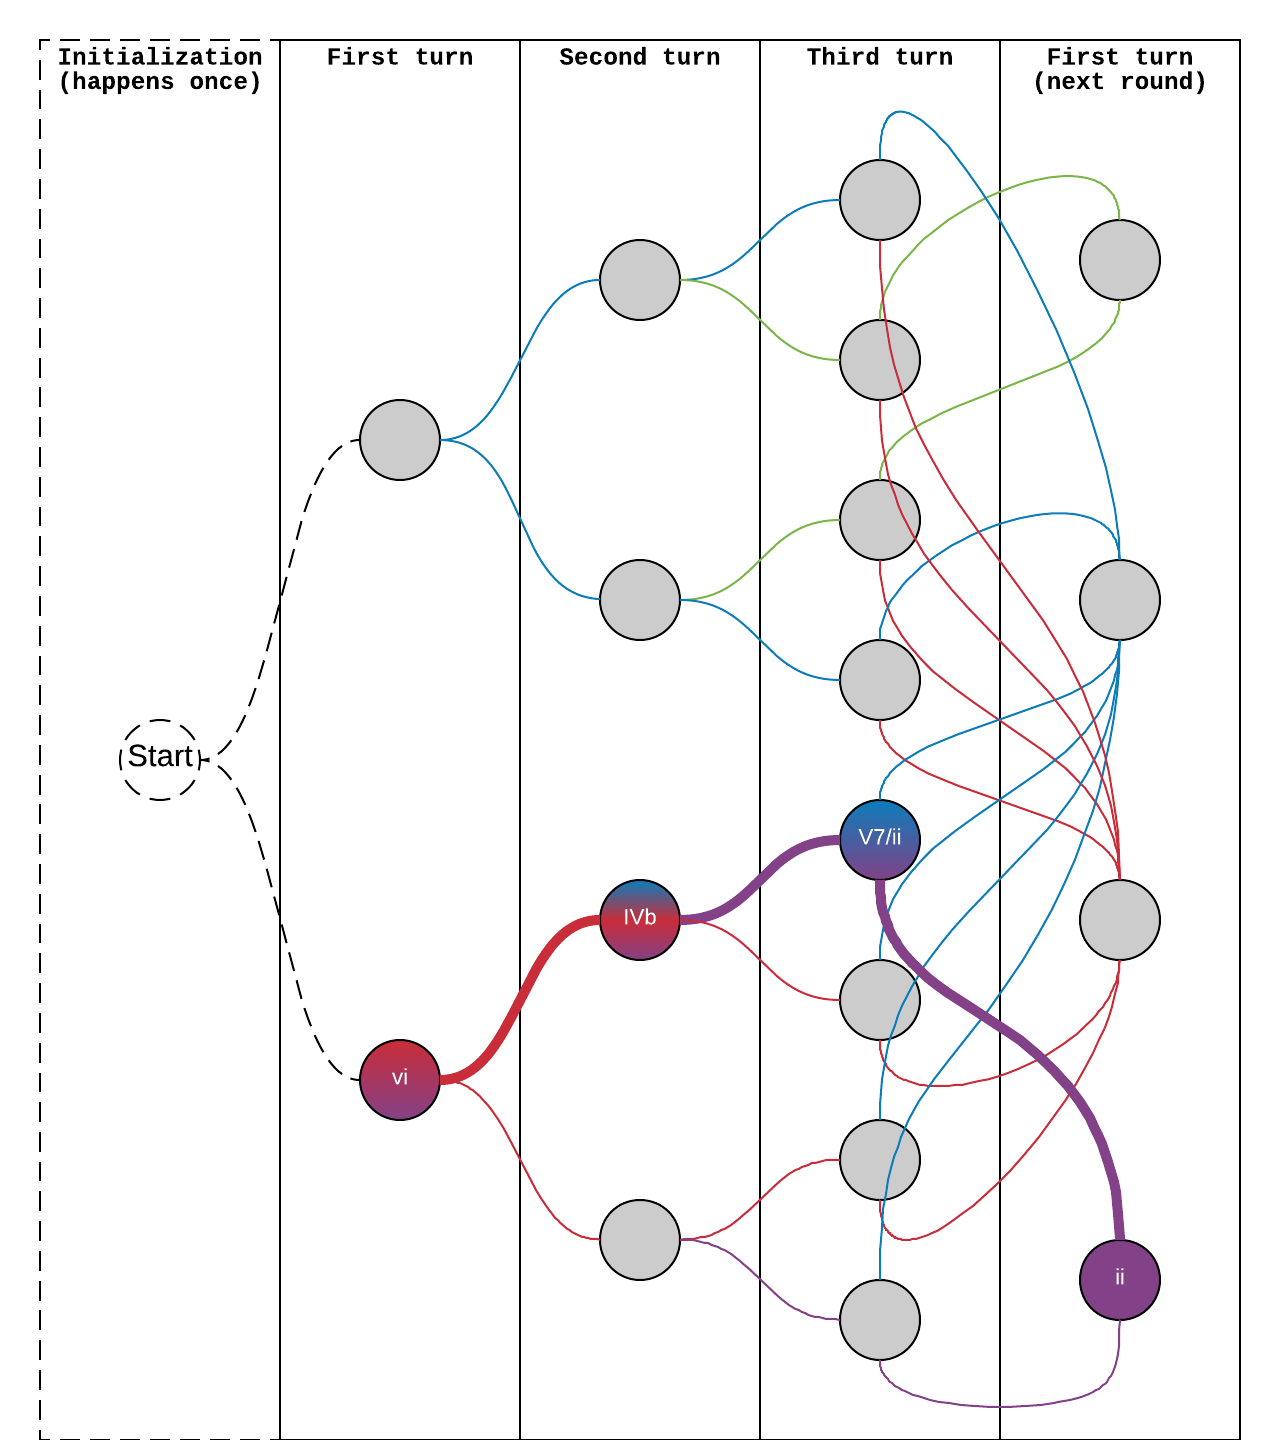 Initialization
(happens once)
First turn
Second turn
Third turn
First turn
(next round)
Start
V7/ii
IVb
vi
ii